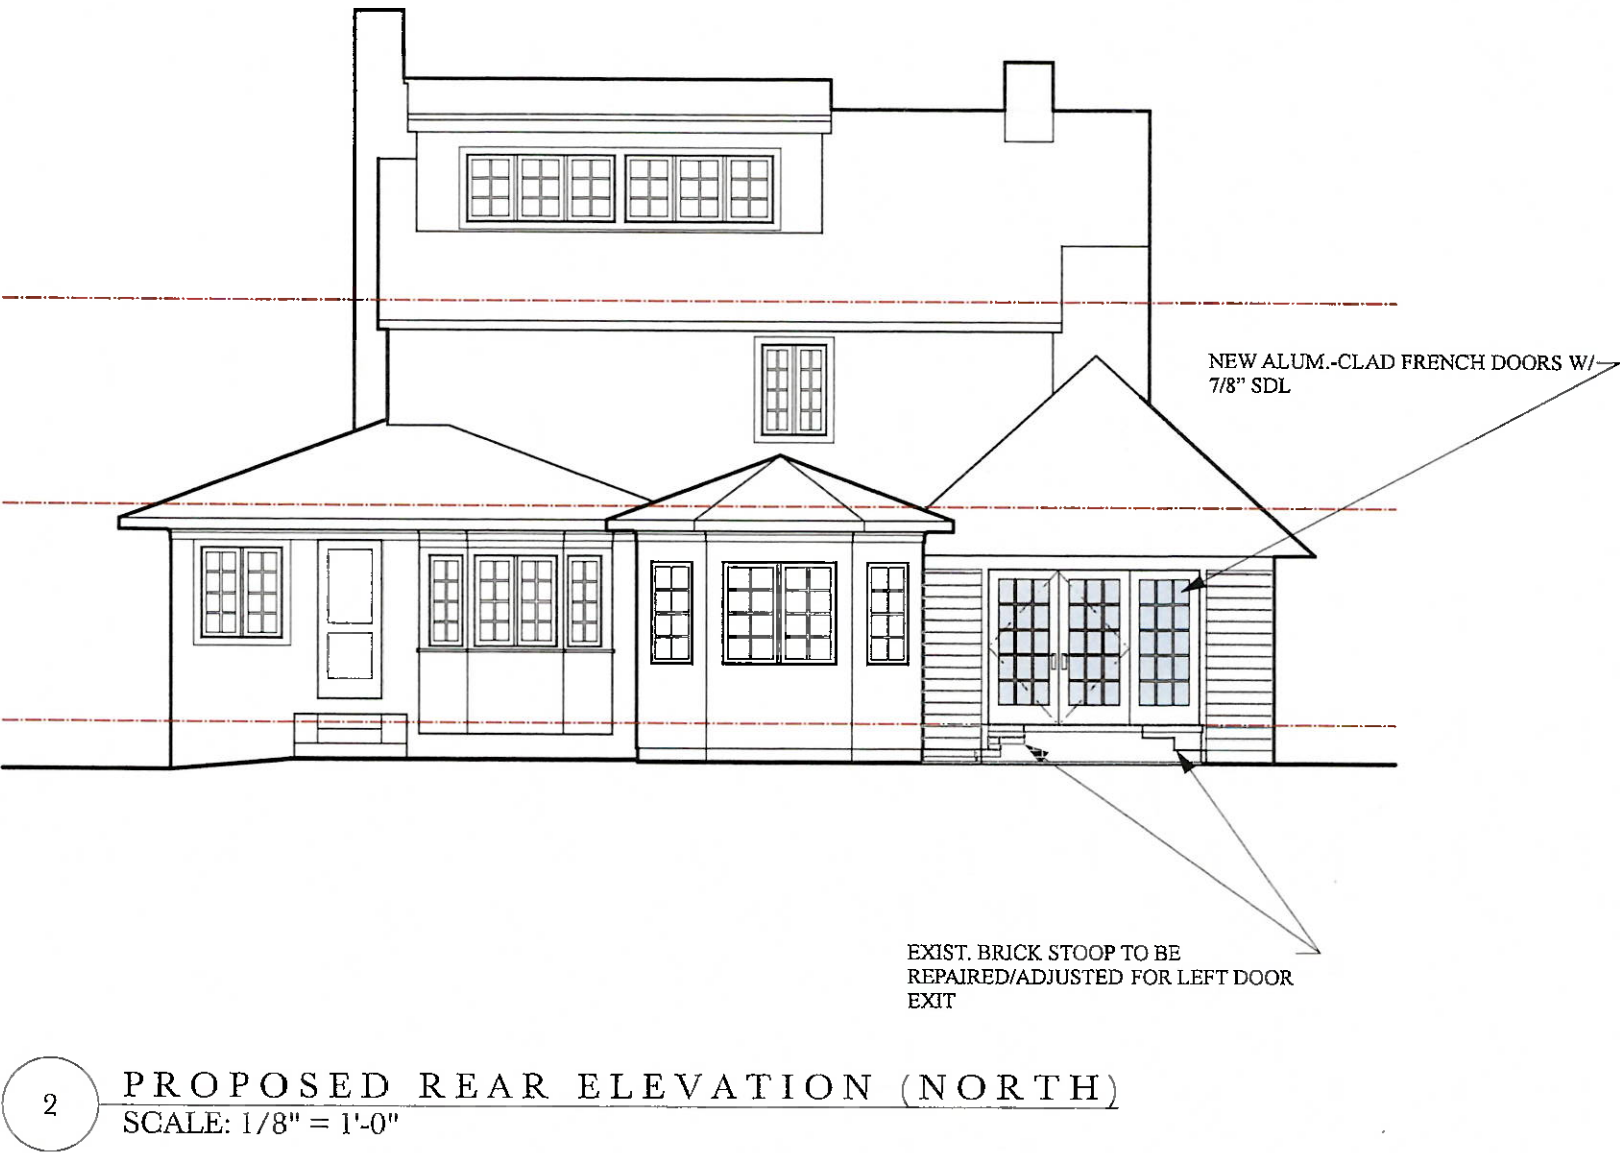 NEW ALUM.-CLAD FRENCH DOORS W/
7/8" SDL
EXIST. BRICK STOOP TO BE
REPAIRED/ADJUSTED FOR LEFT DOOR
EXIT
2
PROPOSED REAR ELEVATION (NORTH)
SCALE: 1/8" = 1'-0"